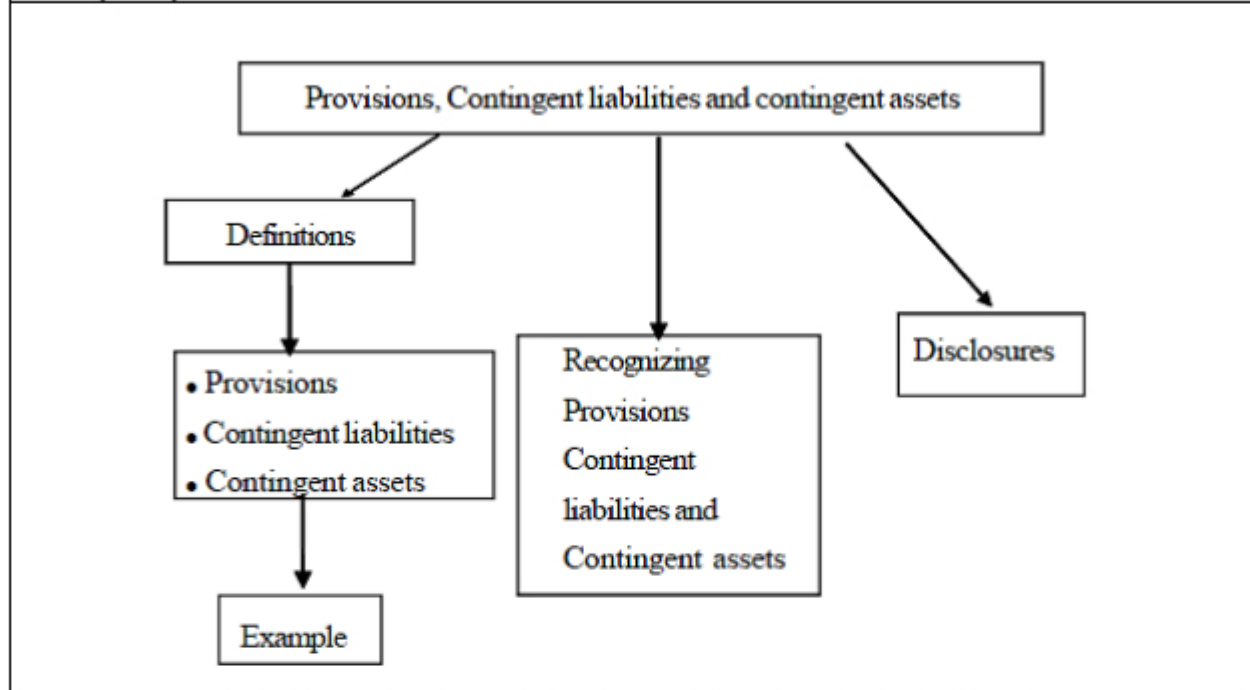 Provisions, Contingent liabilities and contingent assets
Definitions
• Provisions
• Contingent liabilities
• Contingent assets
Example
Recognizing
Provisions
Contingent
liabilities and
Contingent assets
Disclosures